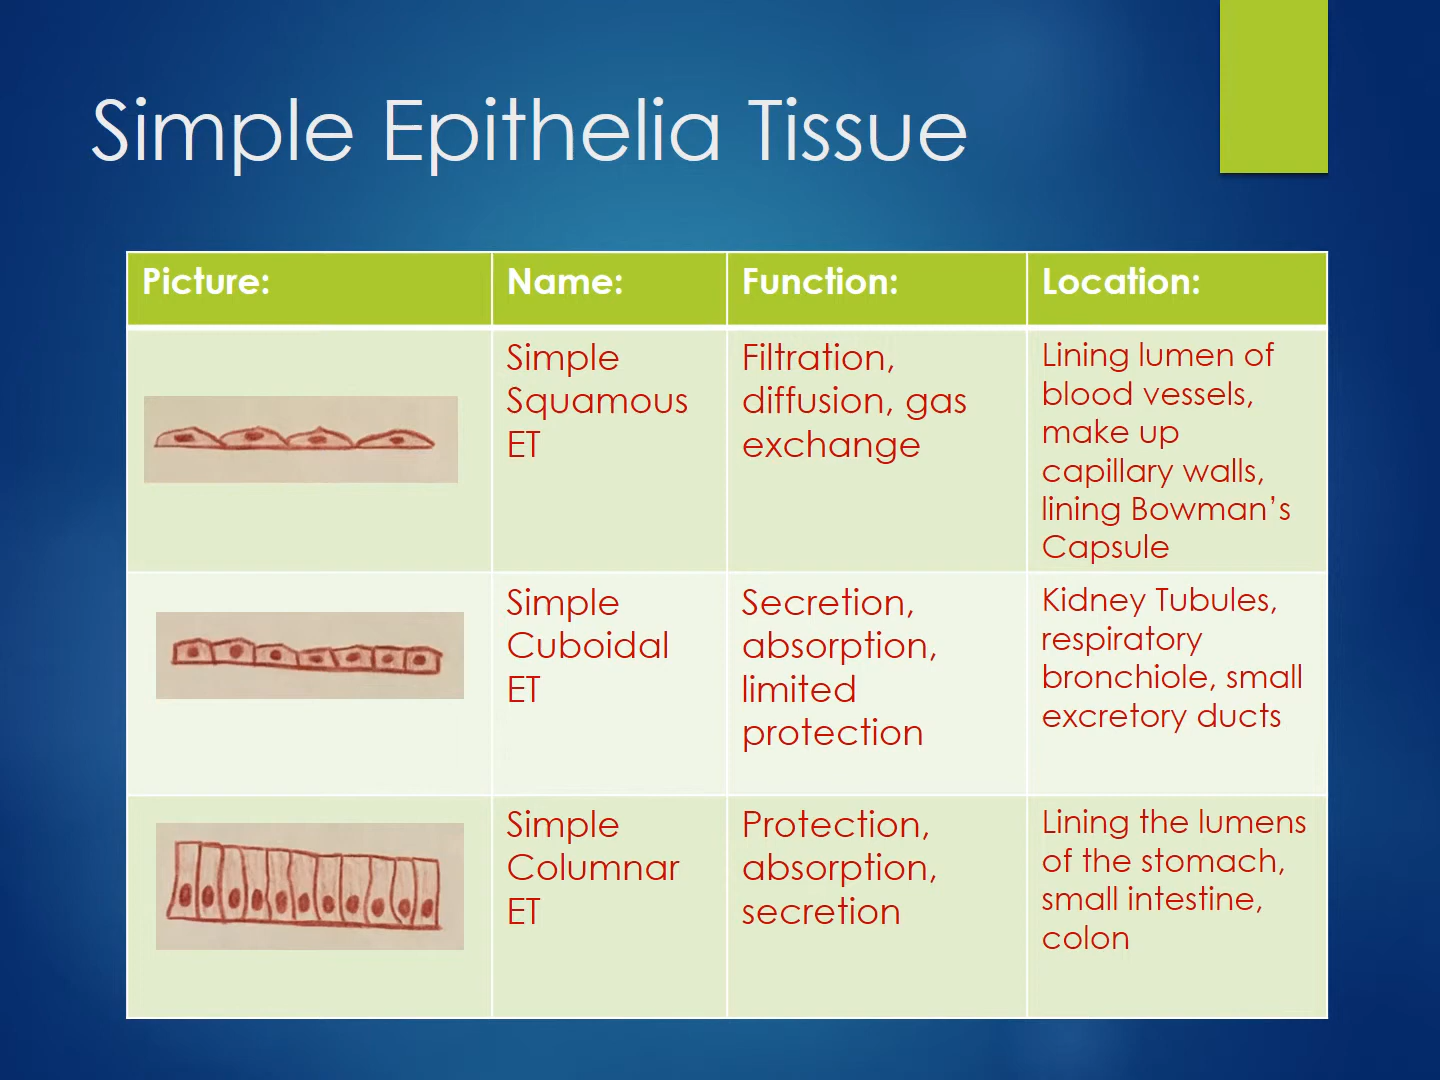 Simple Epithelia Tissue
Picture:
Name:
Function:
Location:
Simple
Squamous
ET
Filtration,
diffusion, gas
exchange
Lining lumen of
blood vessels,
make up
capillary walls,
lining Bowman’s
Capsule
Simple
Cuboidal
ET
Secretion,
absorption,
limited
protection
Kidney Tubules,
respiratory
bronchiole, small
excretory ducts
Simple
Columnar
ET
Protection,
absorption,
secretion
Lining the lumens
of the stomach,
small intestine,
colon